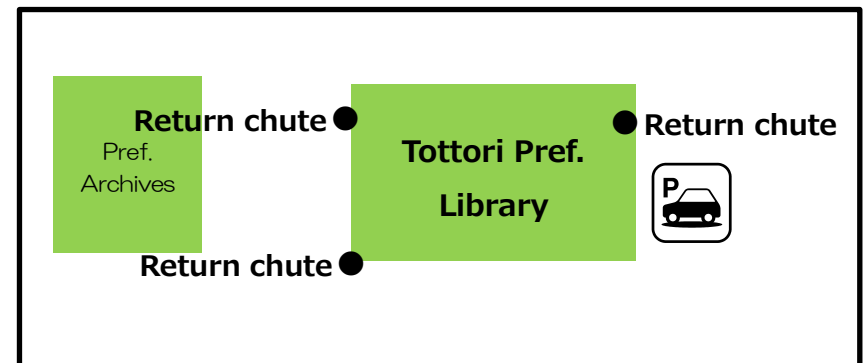 Return chute
Return chute
Pref.
Archives
Tottori Pref.
Library
P
Return chute